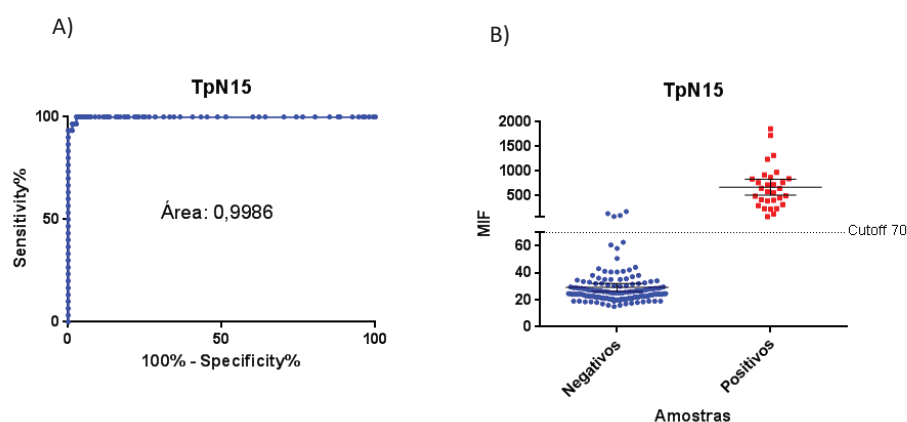 A)
TpN15
100
50
0
Sensitivity%
Área: 0,9986
0
50
100
100% - Specificity%
B)
TpN15
2000
1500
1000
500
60
40
20
0
MIF
Cutoff 70
Negativos
Positivos
Amostras